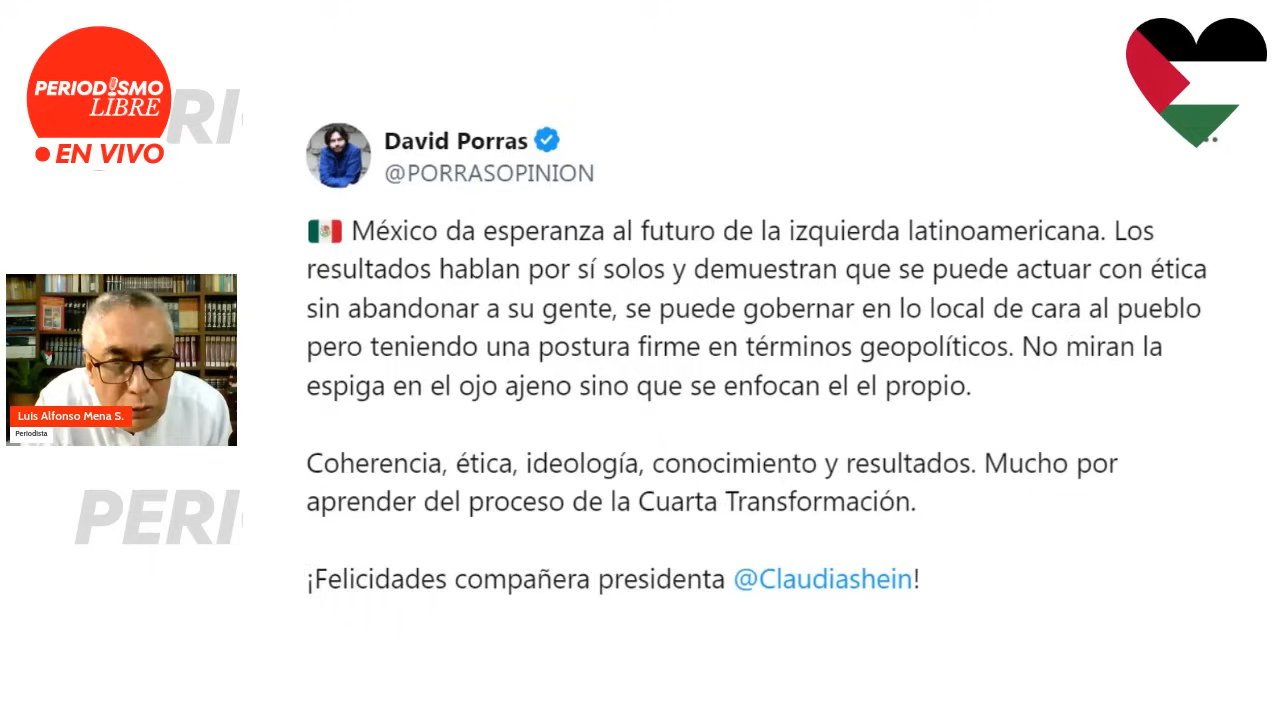 PERIODISMO
LIBRE
EN VIVO
PERI
David Porras
@PORRASOPINION
México da esperanza al futuro de la izquierda latinoamericana. Los
resultados hablan por sí solos y demuestran que se puede actuar con ética
sin abandonar a su gente, se puede gobernar en lo local de cara al pueblo
pero teniendo una postura firme en términos geopolíticos. No miran la
espiga en el ojo ajeno sino que se enfocan el el propio.
Coherencia, ética, ideología, conocimiento y resultados. Mucho por
aprender del proceso de la Cuarta Transformación.
¡Felicidades compañera presidenta @Claudiashein!
Luis Alfonso Mena S.
Periodista
PERI